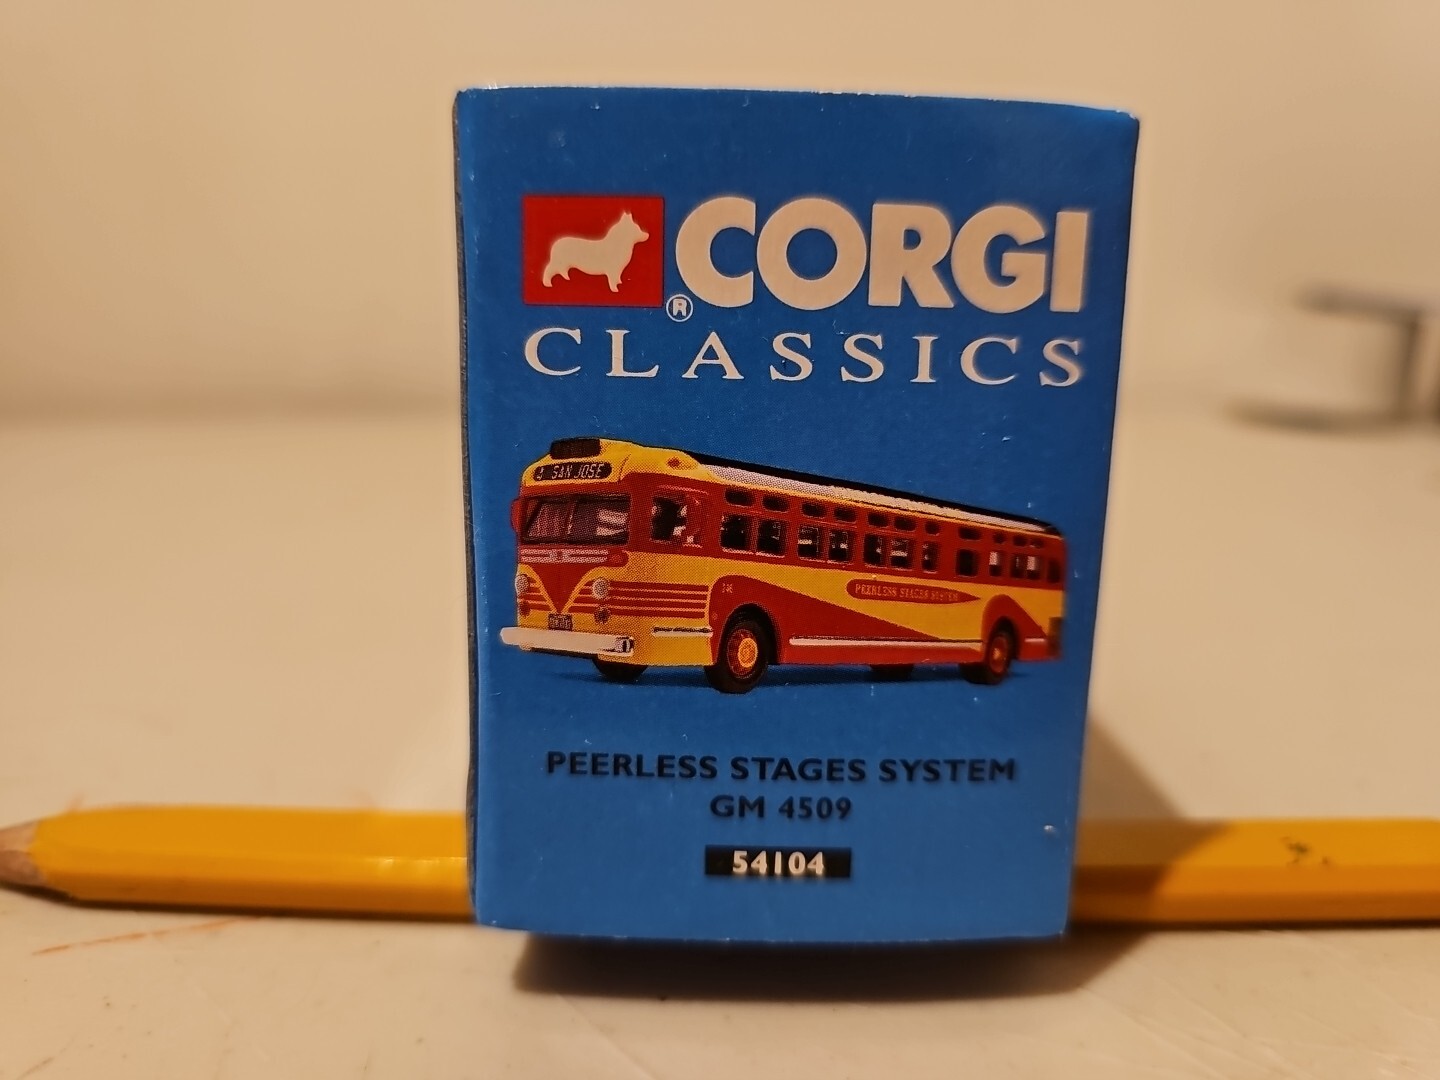 CORGI
®
CLASSICS
SAN JOSE
PEERLESS STAGES SYSTEM
PEERLESS STAGES SYSTEM
GM 4509
54104